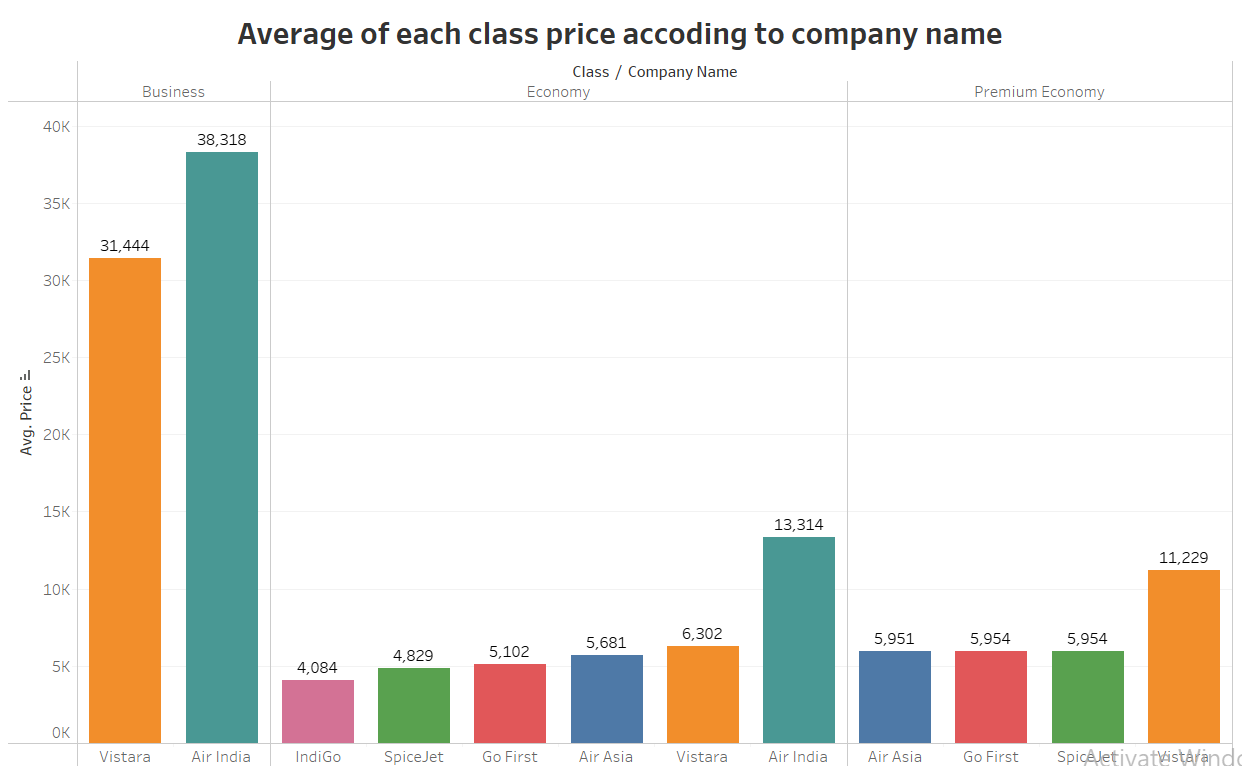 Average of each class price accoding to company name
Class / Company Name
Business Economy Premium Economy
40K
35K
30K
25K
20K
15K
10K
5K
0K
Avg. Price
38,318
31,444
13,314
11,229
6,302
5,951 5,954 5,954
5,681
5,102
4,829
4,084
Vistara Air India IndiGo SpiceJet Go First Air Asia Vistara Air India Air Asia Go First SpiceJet Vistara
Activate Windo